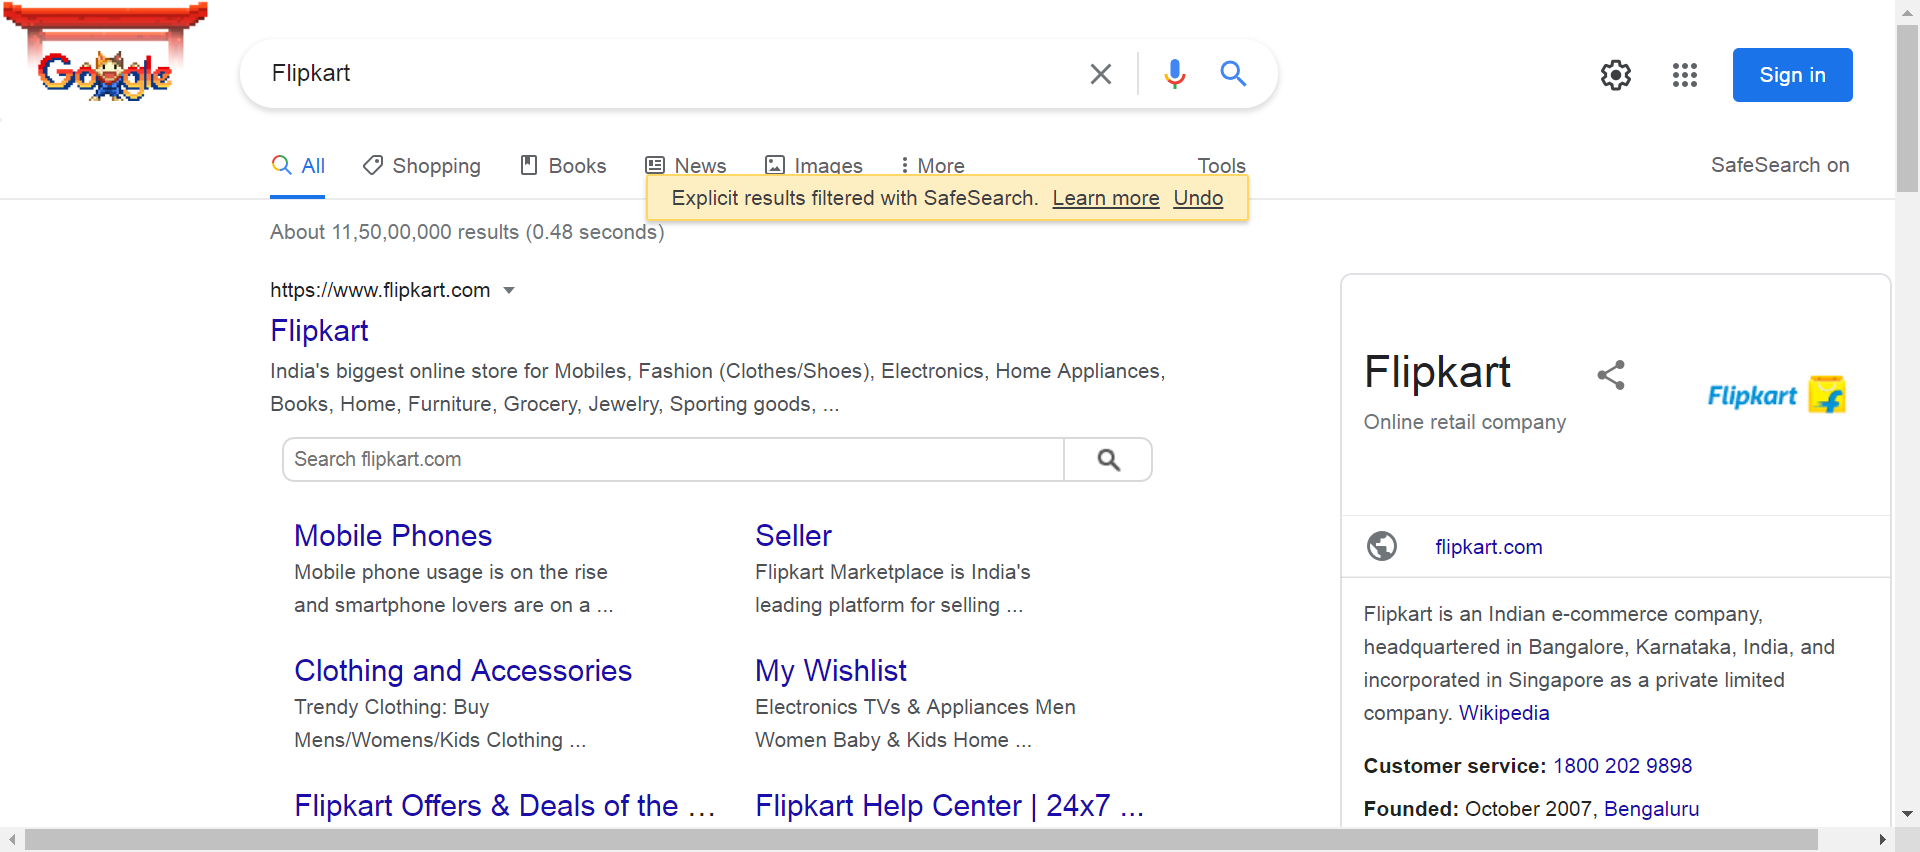 Google
Flipkart
Sign in
All
Shopping
Books
News
Images
More
Tools
SafeSearch on
Explicit results filtered with SafeSearch. Learn more Undo
About 11,50,00,000 results (0.48 seconds)
https://www.flipkart.com
Flipkart
India's biggest online store for Mobiles, Fashion (Clothes/Shoes), Electronics, Home Appliances,
Books, Home, Furniture, Grocery, Jewelry, Sporting goods, ...
Search flipkart.com
Mobile Phones
Mobile phone usage is on the rise
and smartphone lovers are on a ...
Seller
Flipkart Marketplace is India's
leading platform for selling ...
Clothing and Accessories
Trendy Clothing: Buy
Mens/Womens/Kids Clothing ...
My Wishlist
Electronics TVs & Appliances Men
Women Baby & Kids Home ...
Flipkart Offers & Deals of the ...
Flipkart Help Center | 24x7 ...
Flipkart
Online retail company
Flipkart
flipkart.com
Flipkart is an Indian e-commerce company,
headquartered in Bangalore, Karnataka, India, and
incorporated in Singapore as a private limited
company. Wikipedia
Customer service: 1800 202 9898
Founded: October 2007, Bengaluru